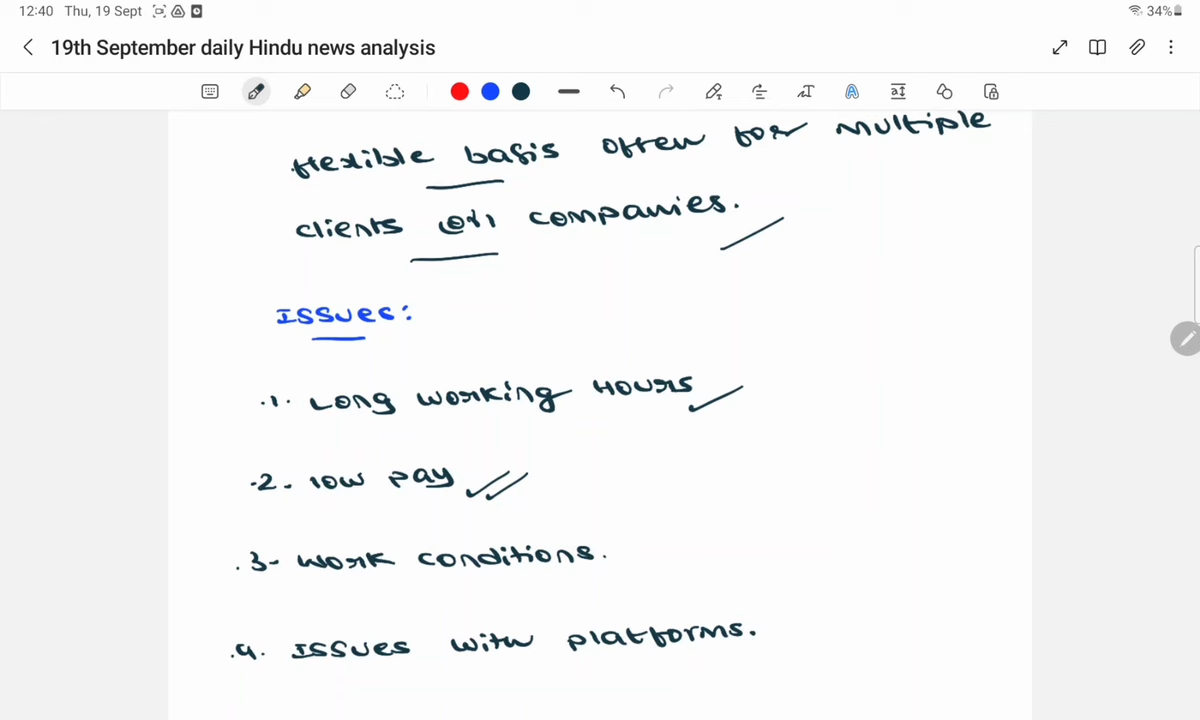 12:40 Thu, 19 Sept 34%
19th September daily Hindu news analysis
flexible basis often for multiple
clients (or) companies.
Issues:
.1. Long working Hours
.2. low pay
.3- work conditions.
.4. Issues with platforms.